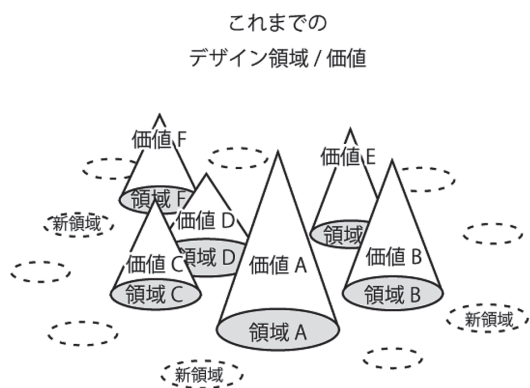 これまでの
デザイン領域 / 価値
価値 F
価値 E
領域 F
新領域
価値 D
領域
価値 C
領域 D
価値 A
価値 B
領域 C
領域 B
領域 A
新領域
新領域